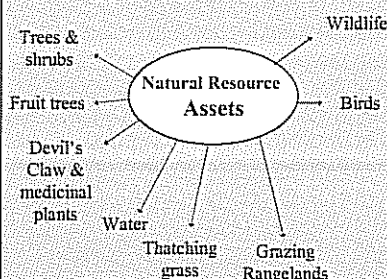 Wildlife
Trees &
shrubs
Natural Resource
Assets
Fruit trees
Birds
Devil's
Claw &
medicinal
plants
Water
Thatching
grass
Grazing
Rangelands